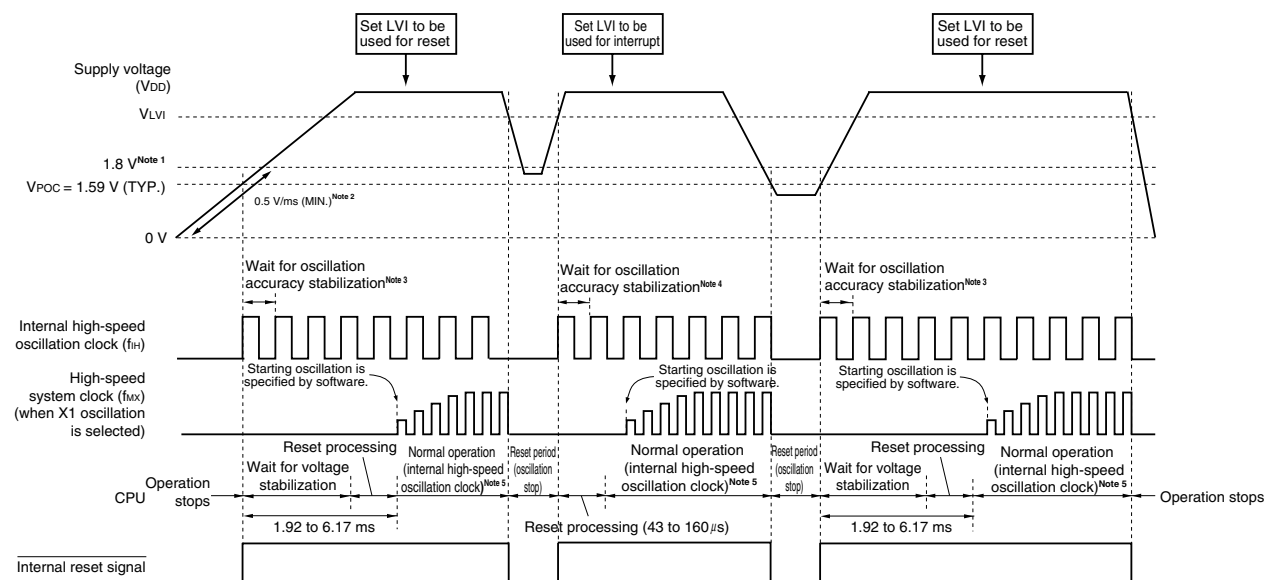 Set LVI to be
used for reset
Set LVI to be
used for interrupt
Set LVI to be
used for reset
Supply voltage
(VDD)
VLVI
1.8 V Note 1
VPOC = 1.59 V (TYP.)
0.5 V/ms (MIN.) Note 2
0 V
Wait for oscillation
accuracy stabilization Note 3
Wait for oscillation
accuracy stabilization Note 4
Wait for oscillation
accuracy stabilization Note 3
Internal high-speed
oscillation clock (fIH)
High-speed
system clock (fMX)
(when X1 oscillation
is selected)
Starting oscillation is
specified by software.
Starting oscillation is
specified by software.
Starting oscillation is
specified by software.
CPU
Operation
stops
Wait for voltage
stabilization
Reset processing
1.92 to 6.17 ms
Normal operation
(internal high-speed
oscillation clock) Note 5
Reset period
(oscillation
stop)
Reset processing (43 to 160 μs)
Normal operation
(internal high-speed
oscillation clock) Note 5
Reset period
(oscillation
stop)
Wait for voltage
stabilization
Reset processing
1.92 to 6.17 ms
Normal operation
(internal high-speed
oscillation clock) Note 5
Operation stops
Internal reset signal